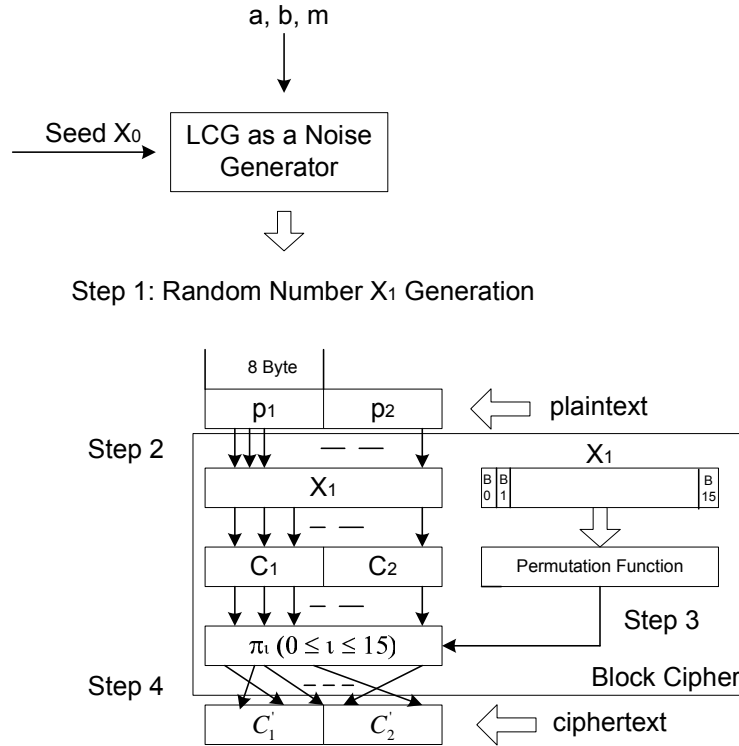 a, b, m
Seed X0
LCG as a Noise
Generator
Step 1: Random Number X1 Generation
8 Byte
p1
p2
plaintext
Step 2
X1
X1
B
0
B
1
B
15
C1
C2
Permutation Function
Step 3
πι (0 ≤ ι ≤ 15)
Block Cipher
Step 4
C1'
C2'
ciphertext